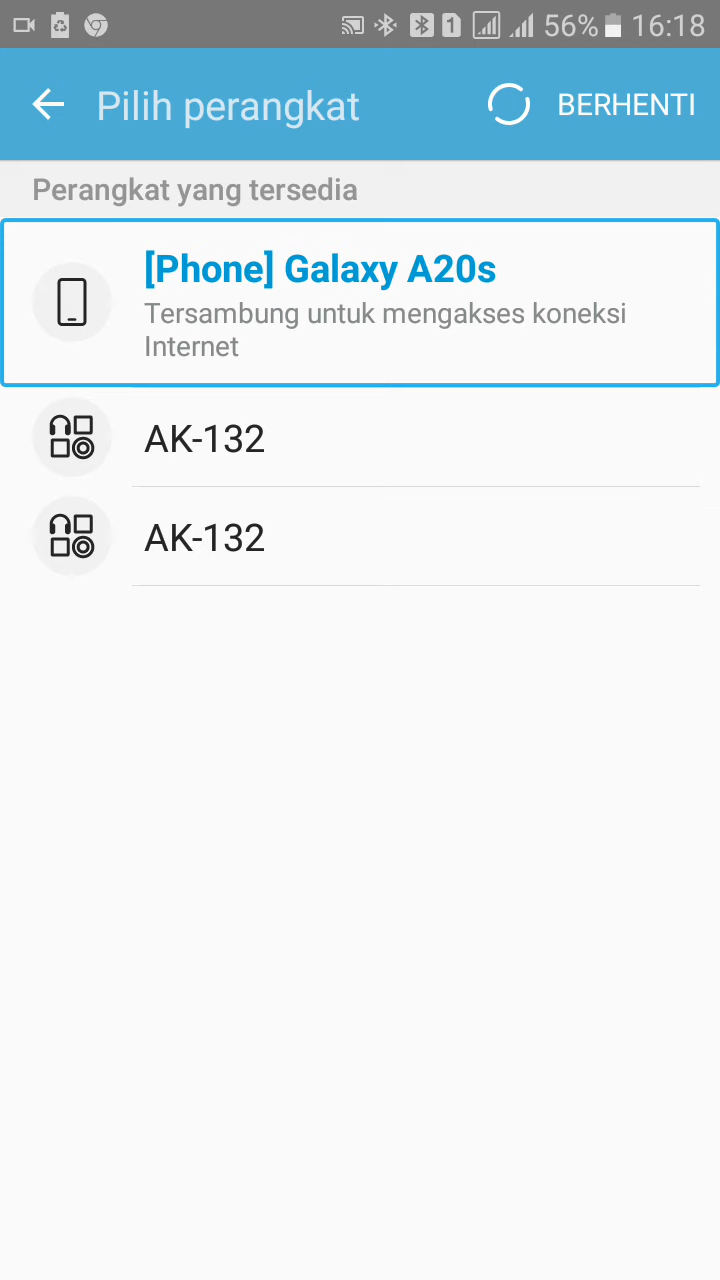 56% 16:18
Pilih perangkat BERHENTI
Perangkat yang tersedia
[Phone] Galaxy A20s
Tersambung untuk mengakses koneksi
Internet
AK-132
AK-132